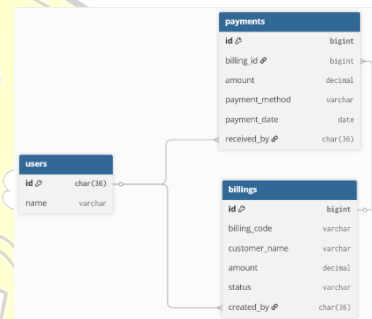 payments
id bigint
billing_id bigint
amount decimal
payment_method varchar
payment_date date
received_by char(36)
users
id char(36)
name varchar
billings
id bigint
billing_code varchar
customer_name varchar
amount decimal
status varchar
created_by char(36)